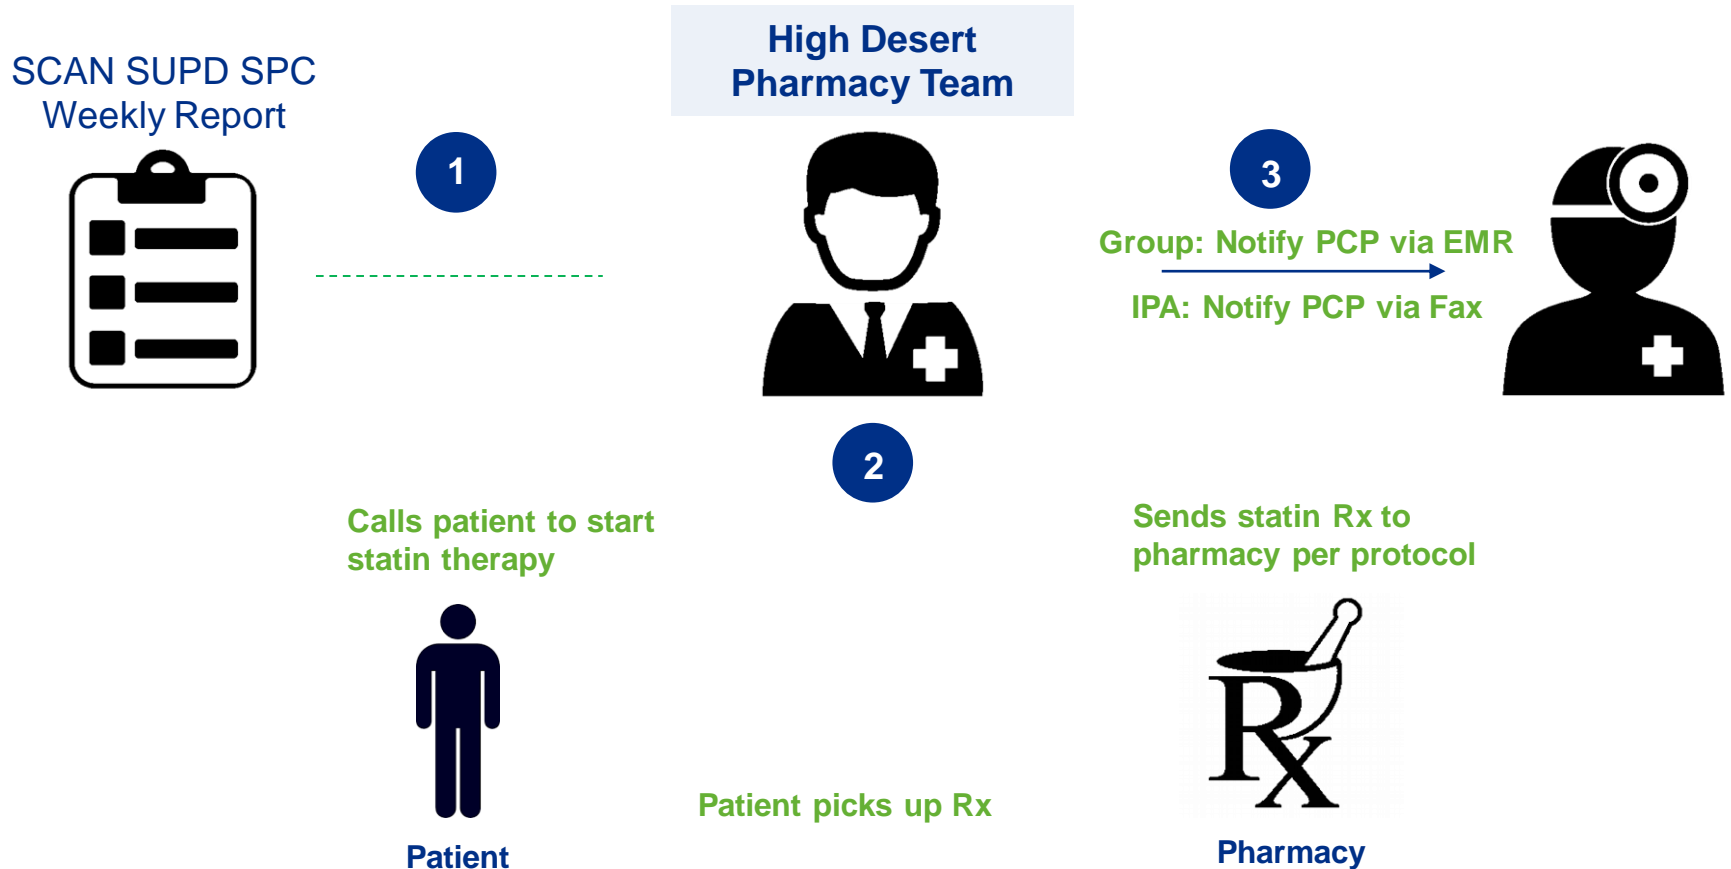 High Desert
Pharmacy Team
SCAN SUPD SPC
Weekly Report
1
3
Group: Notify PCP via EMR
IPA: Notify PCP via Fax
2
Calls patient to start
statin therapy
Sends statin Rx to
pharmacy per protocol
Rx
Patient picks up Rx
Patient
Pharmacy